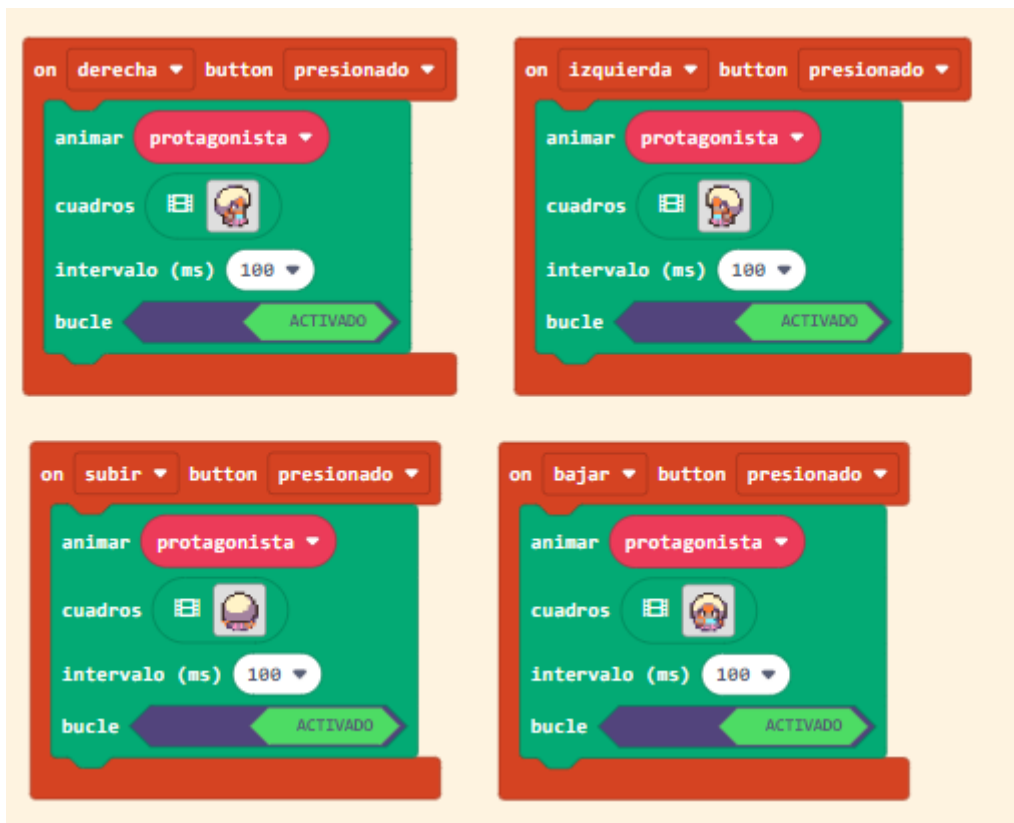 on derecha button presionado
animar protagonista
cuadros
intervalo (ms) 100
bucle ACTIVADO
on izquierda button presionado
animar protagonista
cuadros
intervalo (ms) 100
bucle ACTIVADO
on subir button presionado
animar protagonista
cuadros
intervalo (ms) 100
bucle ACTIVADO
on bajar button presionado
animar protagonista
cuadros
intervalo (ms) 100
bucle ACTIVADO